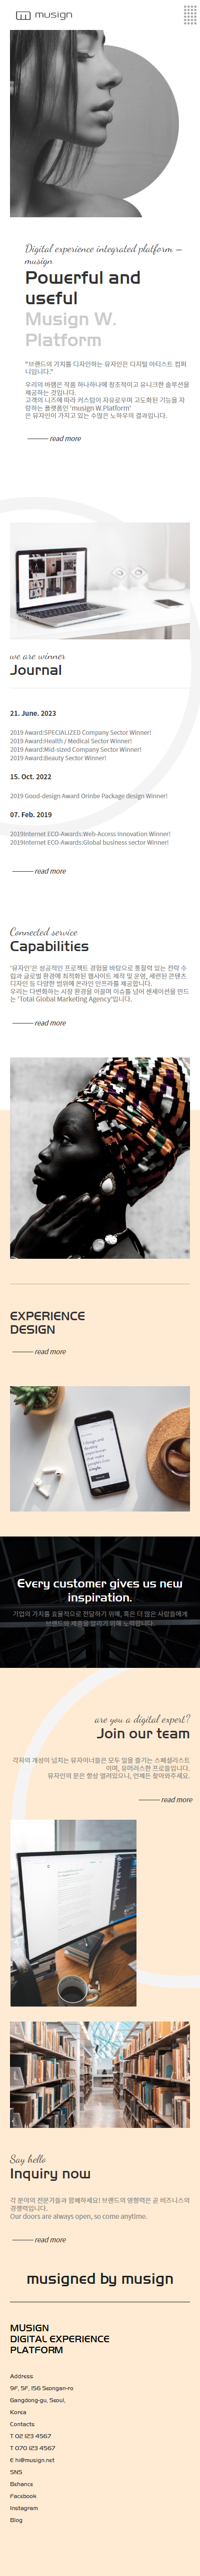 musign
Digital experience integrated platform –
musign
Powerful and
useful
Musign W.
Platform
"브랜드의 가치를 디자인하는 뮤자인은 디지털 아티스트 컴퍼
니입니다."
우리의 바램은 작품 하나하나에 창조적이고 유니크한 솔루션을
제공하는 것입니다.
고객의 니즈에 따라 커스텀이 자유로우며 고도화된 기능을 자
랑하는 플랫폼인 'musign W.Platform'
은 뮤자인이 가지고 있는 수많은 노하우의 결과입니다.
read more
we are winner
Journal
21. June. 2023
2019 Award:SPECIALIZED Company Sector Winner!
2019 Award:Health / Medical Sector Winner!
2019 Award:Mid-sized Company Sector Winner!
2019 Award:Beauty Sector Winner!
15. Oct. 2022
2019 Good-design Award Orinbe Package design Winner!
07. Feb. 2019
2019Internet ECO-Awards:Web-Access Innovation Winner!
2019Internet ECO-Awards:Global business sector Winner!
read more
Connected service
Capabilities
'뮤자인'은 성공적인 프로젝트 경험을 바탕으로 통찰력 있는 전략 수
립과 글로벌 환경에 최적화된 웹사이트 제작 및 운영, 세련된 콘텐츠
디자인 등 다양한 범위에 온라인 인프라를 제공합니다.
우리는 다변화하는 시장 환경을 이끌며 이슈를 넘어 센세이션을 만드
는 'Total Global Marketing Agency'입니다.
read more
EXPERIENCE
DESIGN
read more
Every customer gives us new
inspiration.
기업의 가치를 효율적으로 전달하기 위해, 혹은 더 많은 사람들에게
브랜드와 제품을 알리기 위해 노력합니다.
are you a digital expert?
Join our team
각자의 개성이 넘치는 뮤자이너들은 모두 일을 즐기는 스페셜리스트
이며, 유머러스한 프로들입니다.
뮤자인의 문은 항상 열려있으니, 언제든 찾아와주세요.
read more
Say hello
Inquiry now
각 분야의 전문가들과 함께하세요! 브랜드의 영향력은 곧 비즈니스의
경쟁력입니다.
Our doors are always open, so come anytime.
read more
musigned by musign
MUSIGN
DIGITAL EXPERIENCE
PLATFORM
Address
9F, 5F, 156 Seongan-ro
Gangdong-gu, Seoul,
Korea
Contacts
T 02 123 4567
T 070 123 4567
E hi@musign.net
SNS
Behance
Facebook
Instagram
Blog